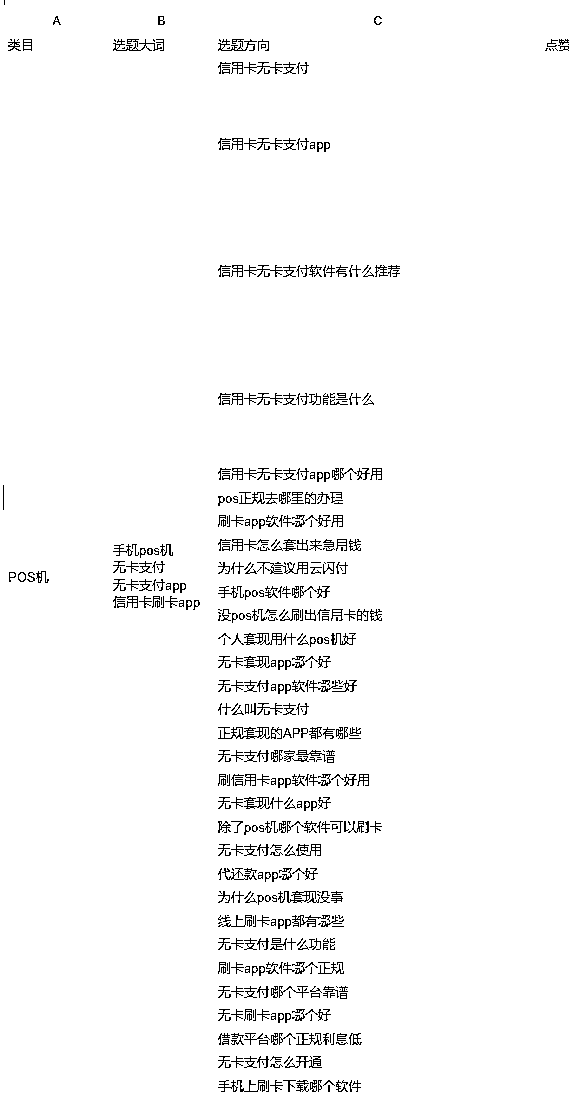 A B C
类目 选题大词 选题方向 点赞
信用卡无卡支付
信用卡无卡支付app
信用卡无卡支付软件有什么推荐
信用卡无卡支付功能是什么
信用卡无卡支付app哪个好用
pos正规去哪里的办理
刷卡app软件哪个好用
信用卡怎么套出来急用钱
为什么不建议用云闪付
手机pos软件哪个好
没pos机怎么刷出信用卡的钱
个人套现用什么pos机好
无卡套现app哪个好
无卡支付app软件哪些好
什么叫无卡支付
正规套现的APP都有哪些
无卡支付哪家最靠谱
刷信用卡app软件哪个好用
无卡套现什么app好
除了pos机哪个软件可以刷卡
无卡支付怎么使用
代还款app哪个好
为什么pos机套现没事
线上刷卡app都有哪些
无卡支付是什么功能
刷卡app软件哪个正规
无卡支付哪个平台靠谱
无卡刷卡app哪个好
借款平台哪个正规利息低
无卡支付怎么开通
手机上刷卡下载哪个软件
POS机
手机pos机
无卡支付
无卡支付app
信用卡刷卡app